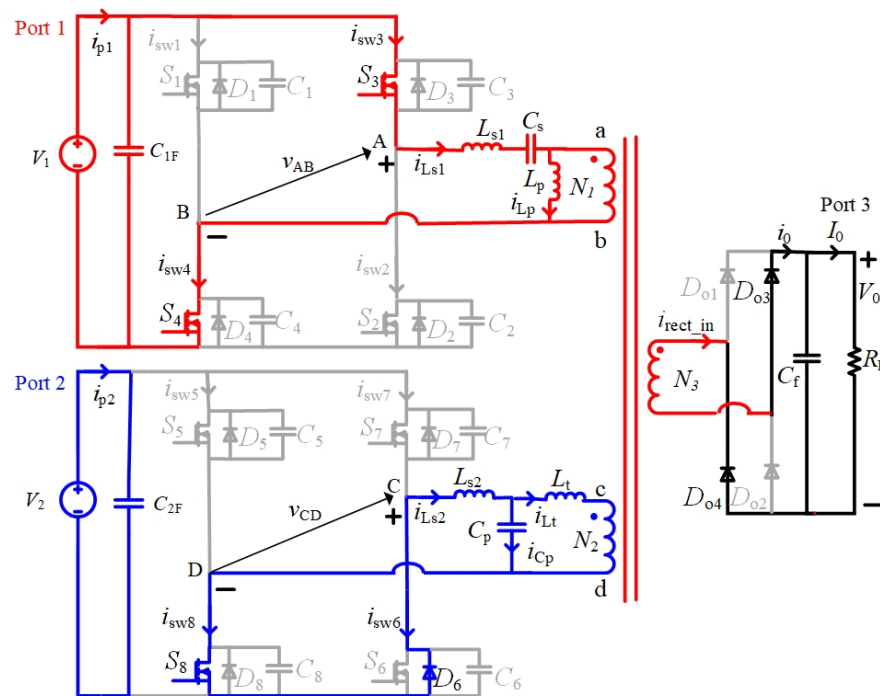 Port 1
i_p1
i_sw1
i_sw3
S_1
D_1
C_1
S_3
D_3
C_3
V_1
C_1F
v_AB
A
+
i_Ls1
L_s1
C_s
a
L_p
N_1
i_Lp
b
B
−
i_sw4
i_sw2
S_4
D_4
C_4
S_2
D_2
C_2
Port 2
i_p2
i_sw5
i_sw7
S_5
D_5
C_5
S_7
D_7
C_7
V_2
C_2F
v_CD
C
+
i_Ls2
L_s2
L_t
c
C_p
i_Lt
N_2
i_Cp
d
D
−
i_sw8
i_sw6
S_8
D_8
C_8
S_6
D_6
C_6
Port 3
i_0
I_0
+
D_o1
D_o3
V_0
i_rect_in
N_3
C_f
D_o4
D_o2
−